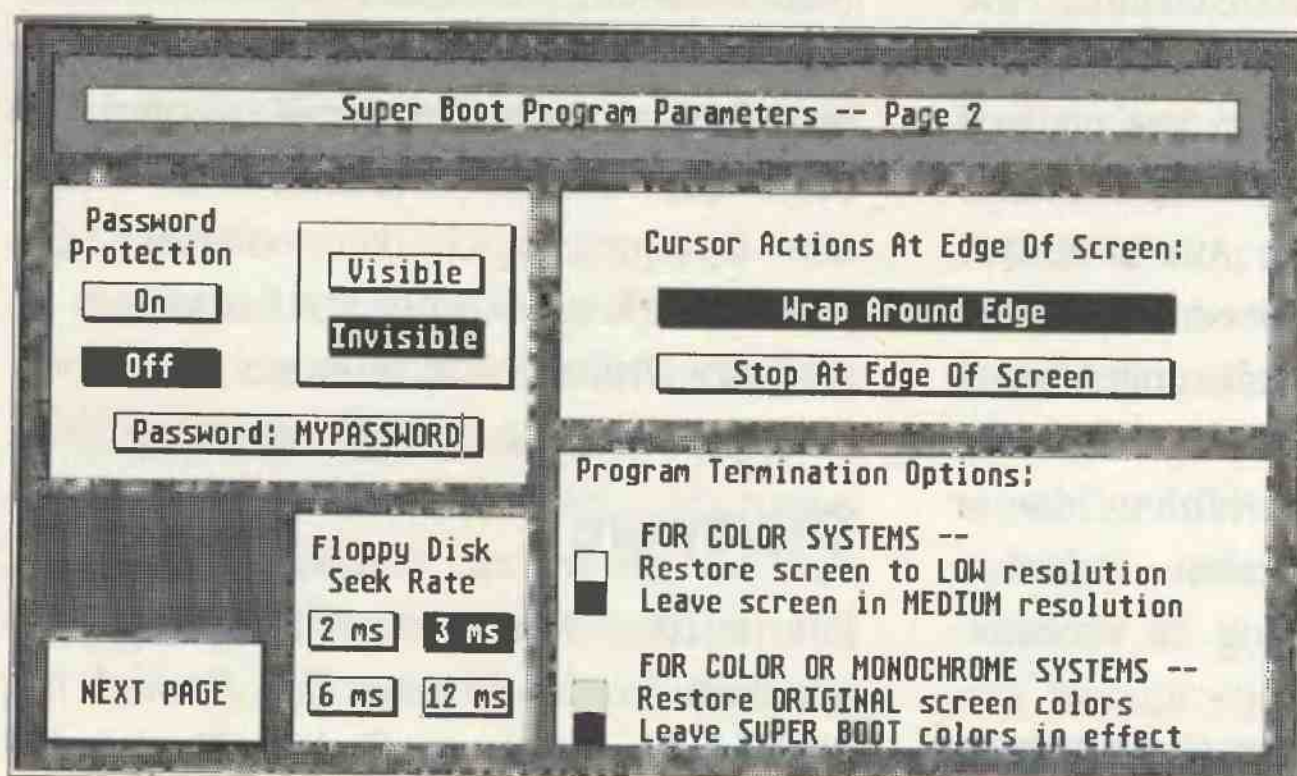 Super Boot Program Parameters -- Page 2
Password
Protection
On
Off
Visible
Invisible
Password: MYPASSWORD
Cursor Actions At Edge Of Screen:
Wrap Around Edge
Stop At Edge Of Screen
Floppy Disk
Seek Rate
2 ms 3 ms
6 ms 12 ms
NEXT PAGE
Program Termination Options:
FOR COLOR SYSTEMS --
Restore screen to LOW resolution
Leave screen in MEDIUM resolution
FOR COLOR OR MONOCHROME SYSTEMS --
Restore ORIGINAL screen colors
Leave SUPER BOOT colors in effect